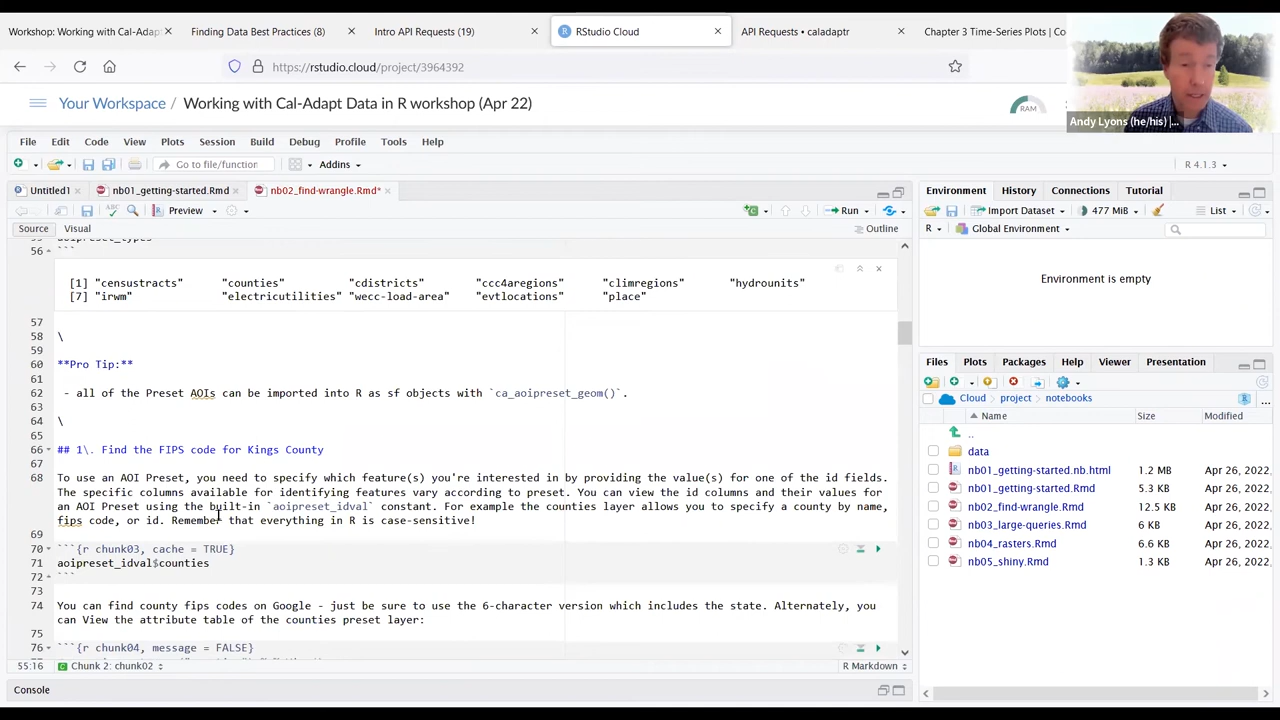 Workshop: Working with Cal-Adapt
Finding Data Best Practices (8)
Intro API Requests (19)
RStudio Cloud
API Requests • caladaptr
Chapter 3 Time-Series Plots | Co
https://rstudio.cloud/project/3964392
Your Workspace / Working with Cal-Adapt Data in R workshop (Apr 22)
RAM
Andy Lyons (he/his) |...
File Edit Code View Plots Session Build Debug Profile Tools Help
Go to file/function Addins R 4.1.3
Untitled1 nb01_getting-started.Rmd nb02_find-wrangle.Rmd*
Preview Run
Source Visual Outline
aoipreset_types
56 ```
[1] "censustracts" "counties" "cdistricts" "ccc4aregions" "climregions" "hydrounits"
[7] "irwm" "electricutilities" "wecc-load-area" "evtlocations" "place"
57
58 \
59
60 **Pro Tip:**
61
62 - all of the Preset AOIs can be imported into R as sf objects with `ca_aoipreset_geom()`.
63
64 \
65
66 ## 1\. Find the FIPS code for Kings County
67
68 To use an AOI Preset, you need to specify which feature(s) you're interested in by providing the value(s) for one of the id fields.
The specific columns available for identifying features vary according to preset. You can view the id columns and their values for
an AOI Preset using the built-in `aoipreset_idval` constant. For example the counties layer allows you to specify a county by name,
fips code, or id. Remember that everything in R is case-sensitive!
69
70 ```{r chunk03, cache = TRUE}
71 aoipreset_idval$counties
72 ```
73
74 You can find county fips codes on Google - just be sure to use the 6-character version which includes the state. Alternately, you
can View the attribute table of the counties preset layer:
75
76 ```{r chunk04, message = FALSE}
55:16 Chunk 2: chunk02 R Markdown
Console
Environment History Connections Tutorial
Import Dataset 477 MiB List
R Global Environment
Environment is empty
Files Plots Packages Help Viewer Presentation
Cloud project notebooks
Name Size Modified
..
data
nb01_getting-started.nb.html 1.2 MB Apr 26, 2022,
nb01_getting-started.Rmd 5.3 KB Apr 26, 2022,
nb02_find-wrangle.Rmd 12.5 KB Apr 26, 2022,
nb03_large-queries.Rmd 6 KB Apr 26, 2022,
nb04_rasters.Rmd 6.6 KB Apr 26, 2022,
nb05_shiny.Rmd 1.3 KB Apr 26, 2022,